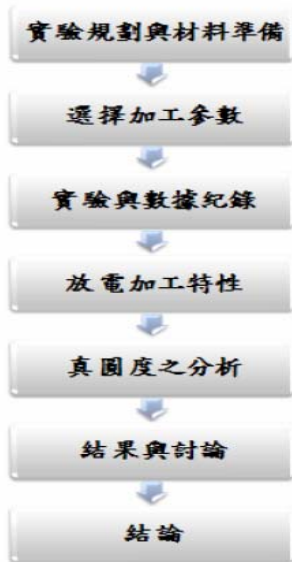 實驗規劃與材料準備
選擇加工參數
實驗與數據紀錄
放電加工特性
真圓度之分析
結果與討論
結論